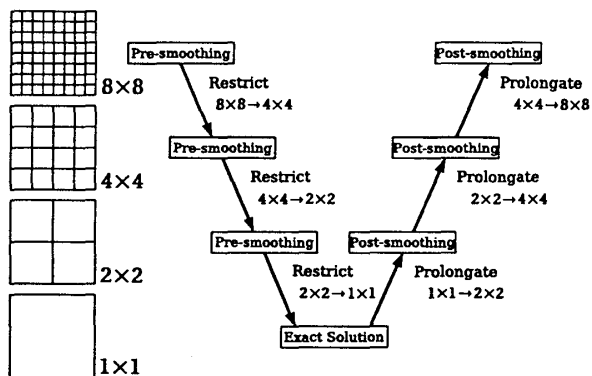 Pre-smoothing
Post-smoothing
8×8
Restrict
8×8→4×4
Prolongate
4×4→8×8
Pre-smoothing
Post-smoothing
4×4
Restrict
4×4→2×2
Prolongate
2×2→4×4
Pre-smoothing
Post-smoothing
2×2
Restrict
2×2→1×1
Prolongate
1×1→2×2
Exact Solution
1×1